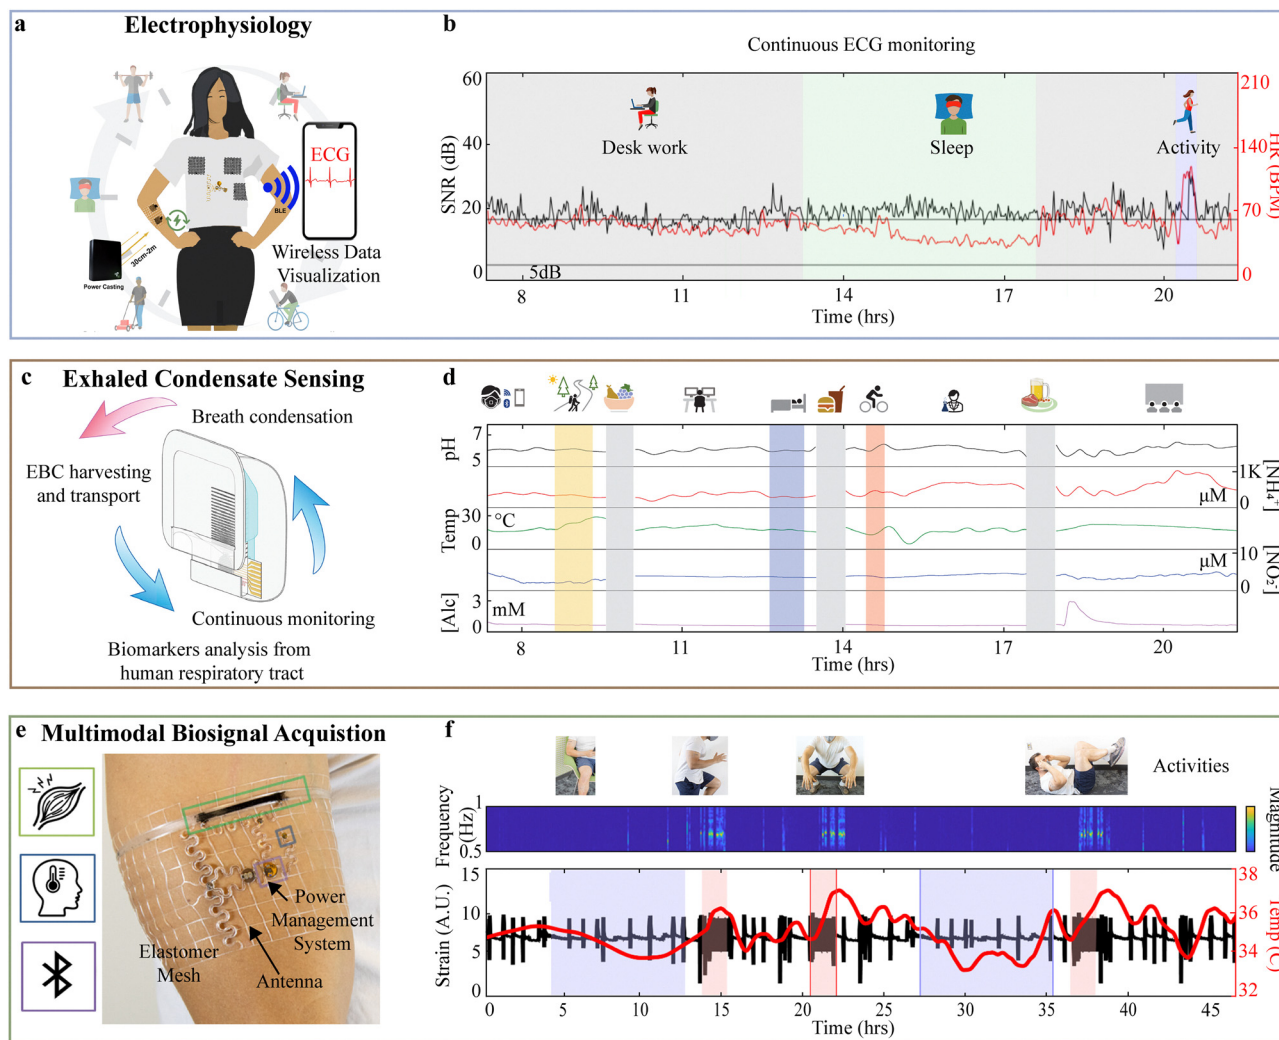 a
Electrophysiology
ECG
BLE
30cm-2m
Power Casting
Wireless Data
Visualization
b
Continuous ECG monitoring
SNR (dB)
60
40
20
0
Desk work
Sleep
Activity
5dB
210
140
70
0
HR (BPM)
8
11
14
17
20
Time (hrs)
c
Exhaled Condensate Sensing
Breath condensation
EBC harvesting
and transport
Continuous monitoring
Biomarkers analysis from
human respiratory tract
d
pH
7
5
1K
0
[NH₄⁺]
μM
Temp
30
0
°C
μM
10
0
[NO₂⁻]
[Alc]
3
0
mM
8
11
14
17
20
Time (hrs)
e
Multimodal Biosignal Acquistion
Power
Management
System
Elastomer
Mesh
Antenna
f
Activities
Frequency
(Hz)
1
0.5
Magnitude
Strain (A.U.)
15
10
5
0
38
36
34
32
Temp (C)
0
5
10
15
20
25
30
35
40
45
Time (hrs)